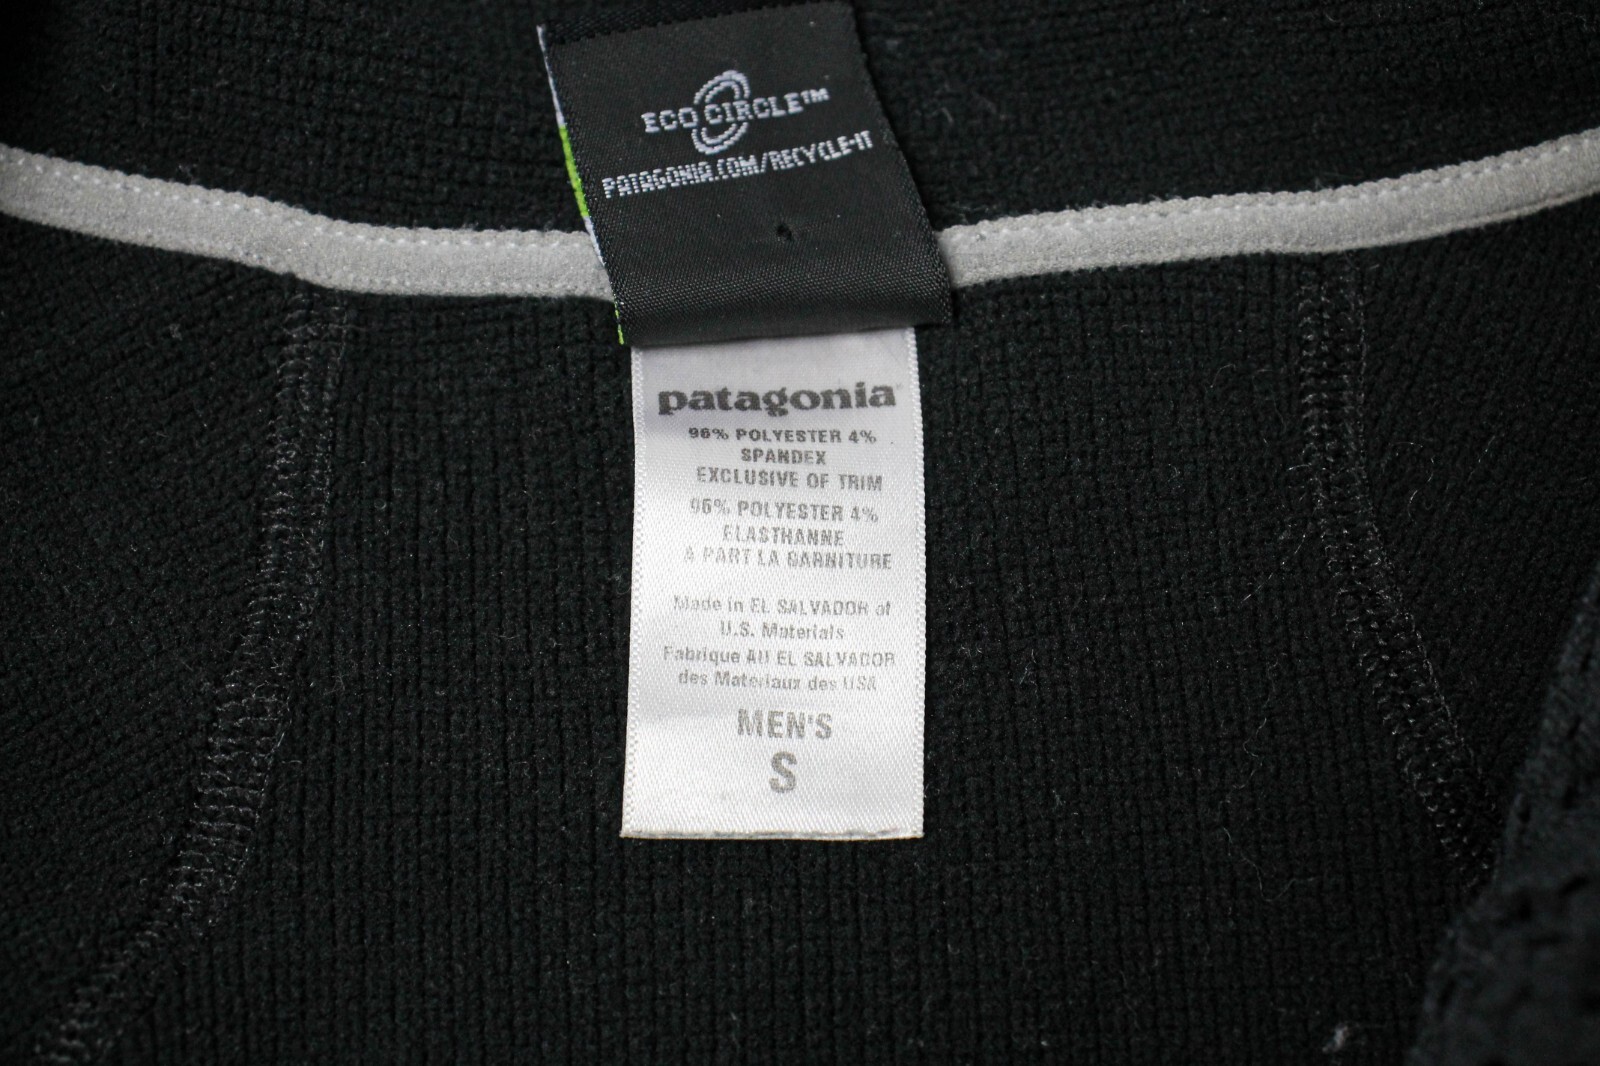 ECO CIRCLE™
PATAGONIA.COM/RECYCLE-IT
patagonia®
96% POLYESTER 4%
SPANDEX
EXCLUSIVE OF TRIM
96% POLYESTER 4%
ELASTHANNE
À PART LA GARNITURE
Made in EL SALVADOR of
U.S. Materials
Fabriqué AU EL SALVADOR
des Matériaux des USA
MEN'S
S